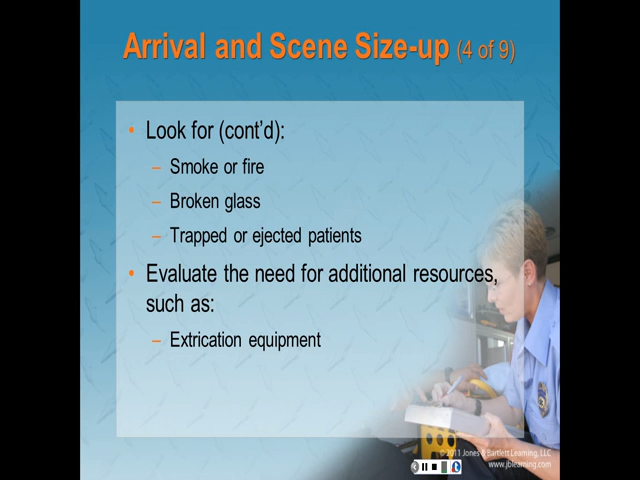 Arrival and Scene Size-up (4 of 9)
• Look for (cont'd):
– Smoke or fire
– Broken glass
– Trapped or ejected patients
• Evaluate the need for additional resources,
such as:
– Extrication equipment
© 2011 Jones & Bartlett Learning, LLC
www.jblearning.com